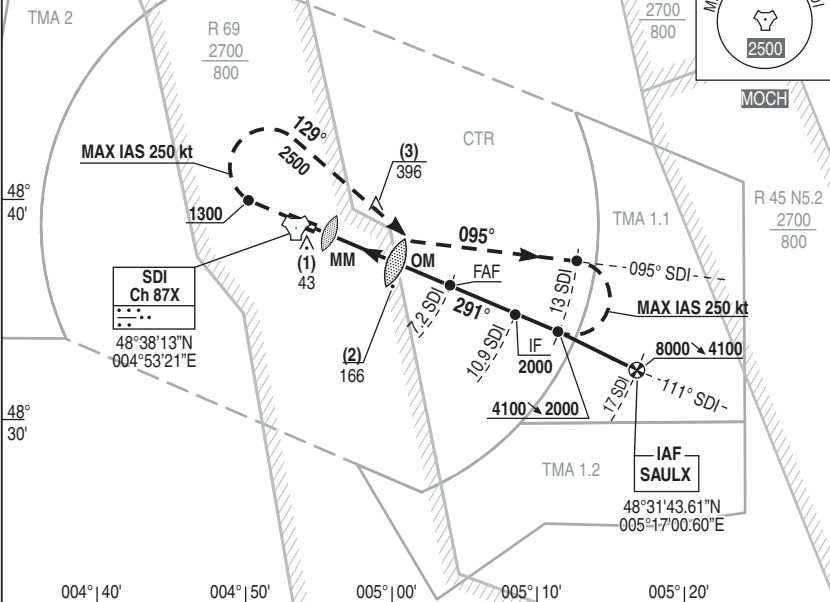 TMA 2
R 69
2700
800
2700
800
M
SDI
2500
MOCH
129°
2500
MAX IAS 250 kt
(3)
396
CTR
48°
40'
1300
R 45 N5.2
2700
800
TMA 1.1
095°
(1)
43
MM
OM
FAF
095° SDI
SDI
Ch 87X
48°38'13"N
004°53'21"E
7.2 SDI
291°
10.9 SDI
13 SDI
MAX IAS 250 kt
IF
2000
8000 ↘ 4100
(2)
166
4100 ↘ 2000
17 SDI
111° SDI
48°
30'
IAF
SAULX
TMA 1.2
48°31'43.61"N
005°17'00.60"E
004° 40'
004° 50'
005° 00'
005° 10'
005° 20'